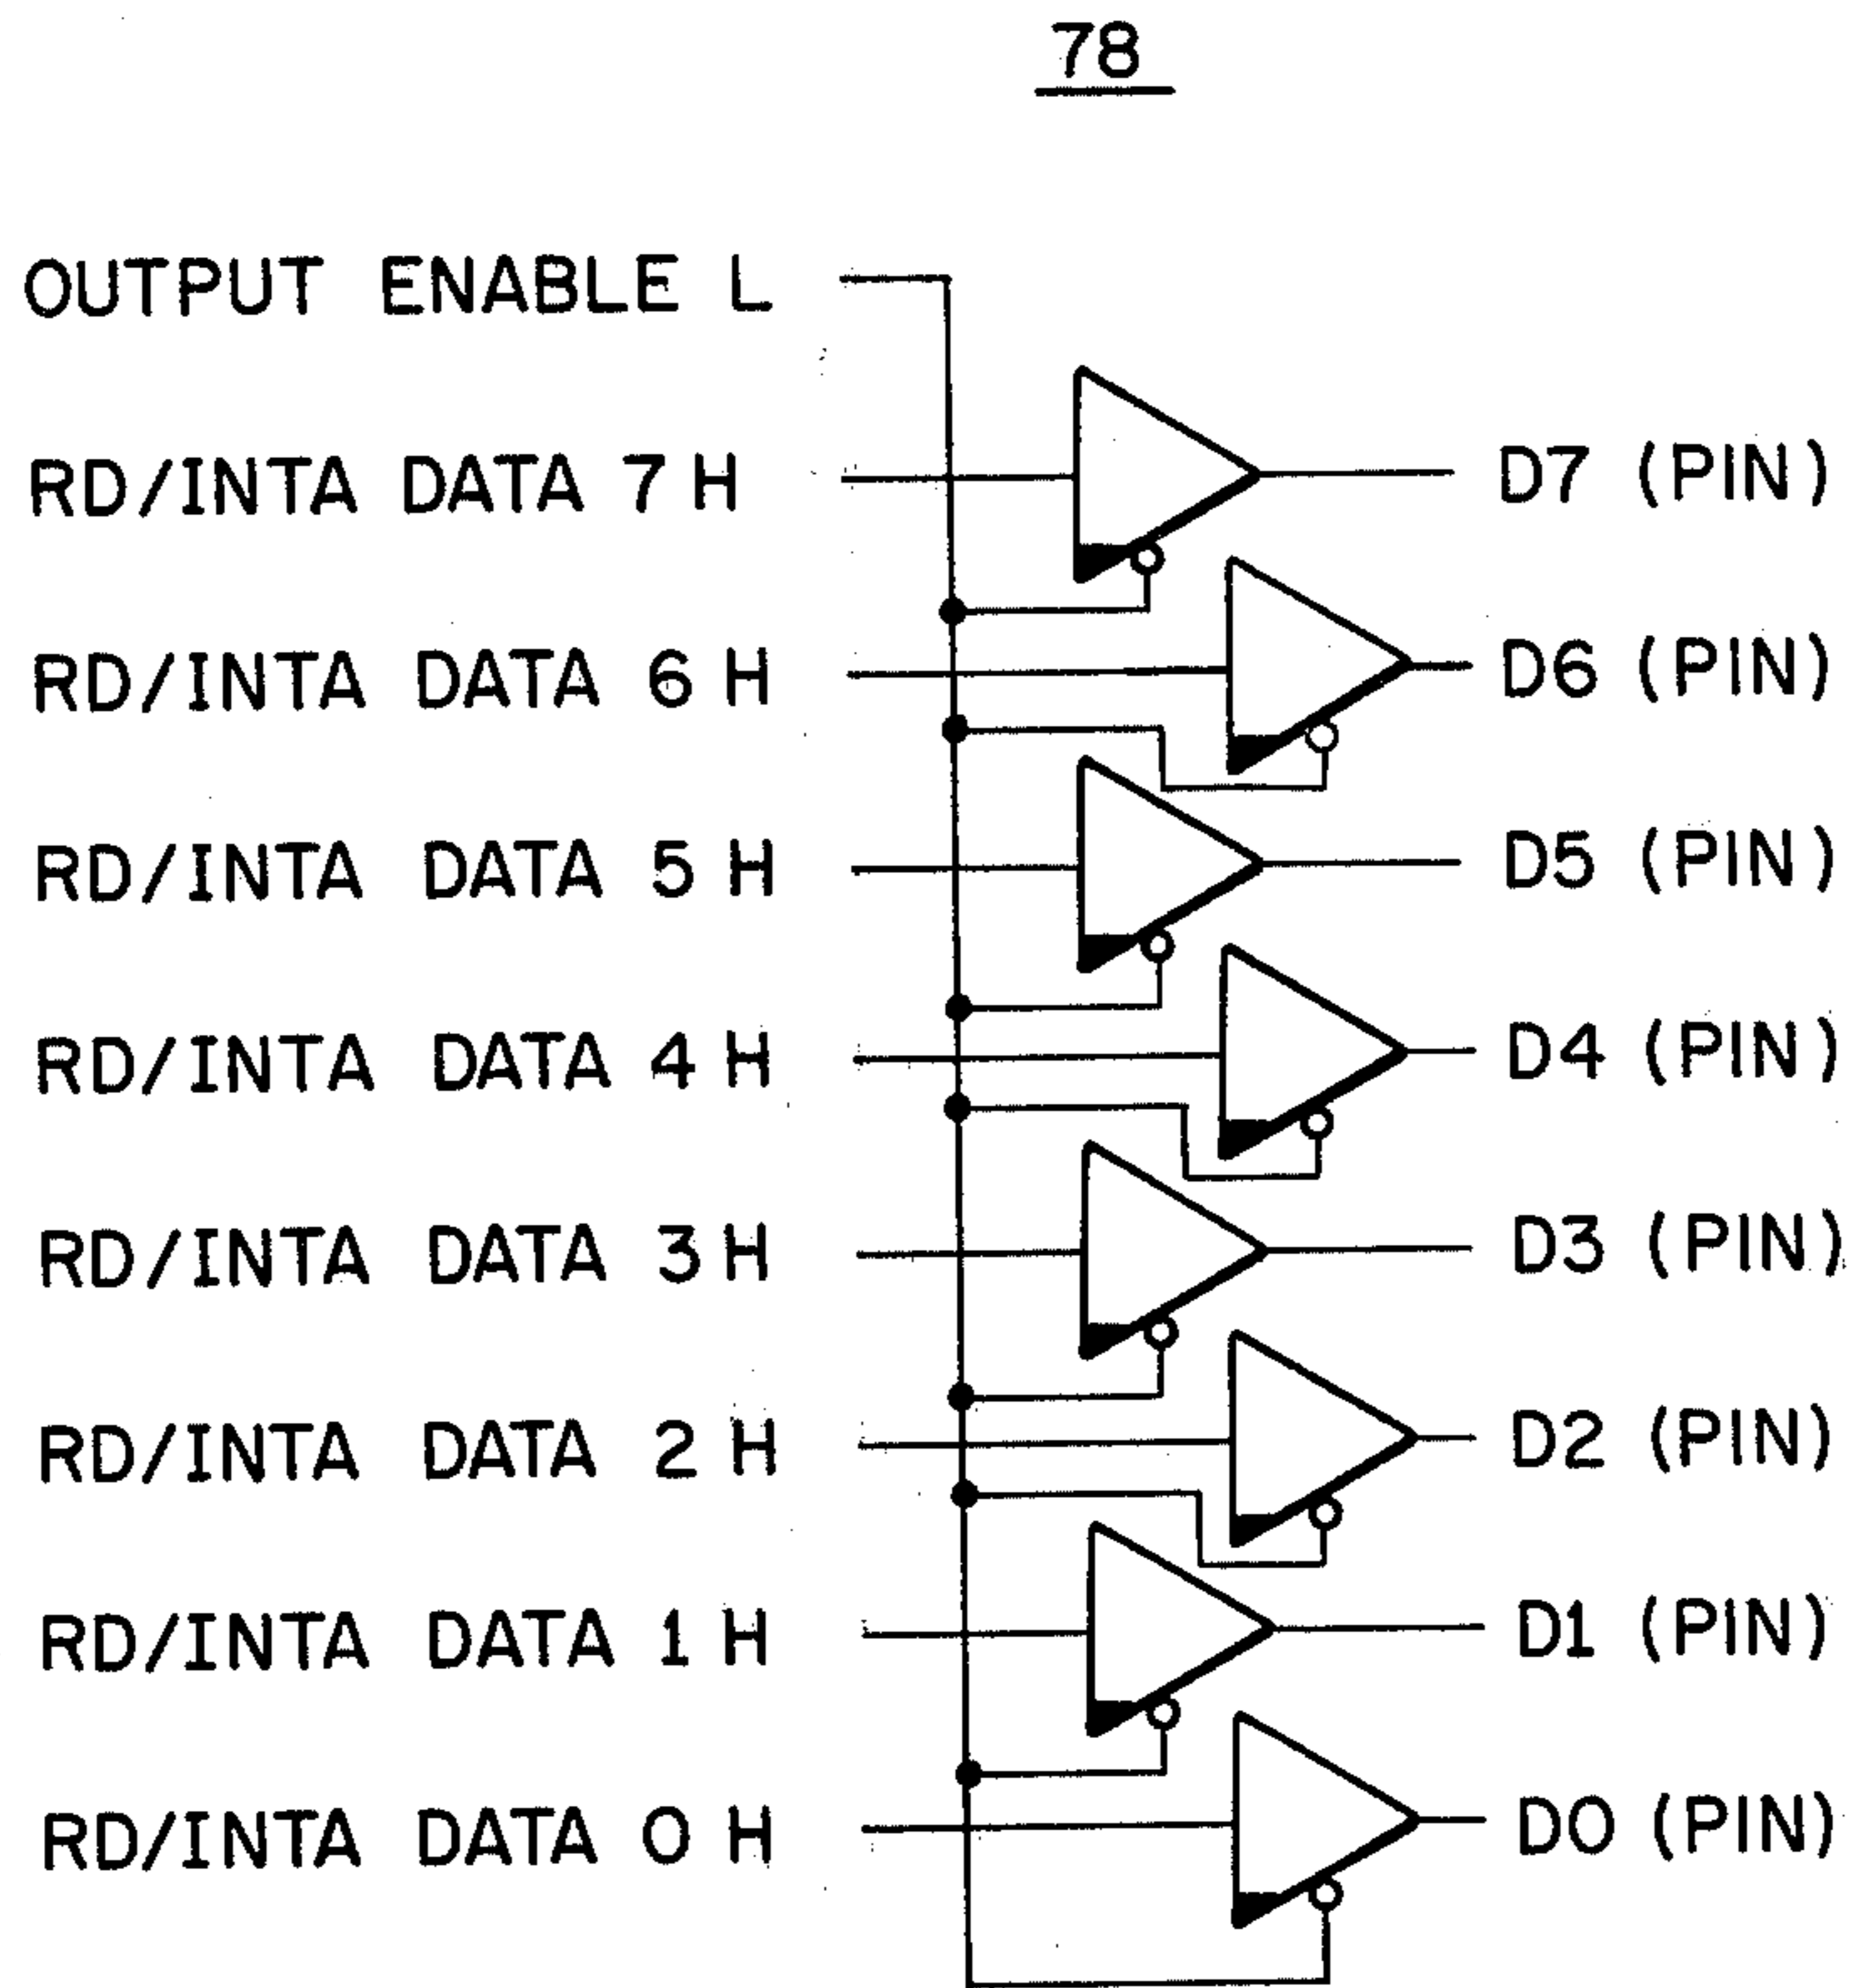 78
OUTPUT ENABLE L
RD/INTA DATA 7 H D7 (PIN)
RD/INTA DATA 6 H D6 (PIN)
RD/INTA DATA 5 H D5 (PIN)
RD/INTA DATA 4 H D4 (PIN)
RD/INTA DATA 3 H D3 (PIN)
RD/INTA DATA 2 H D2 (PIN)
RD/INTA DATA 1 H D1 (PIN)
RD/INTA DATA 0 H D0 (PIN)